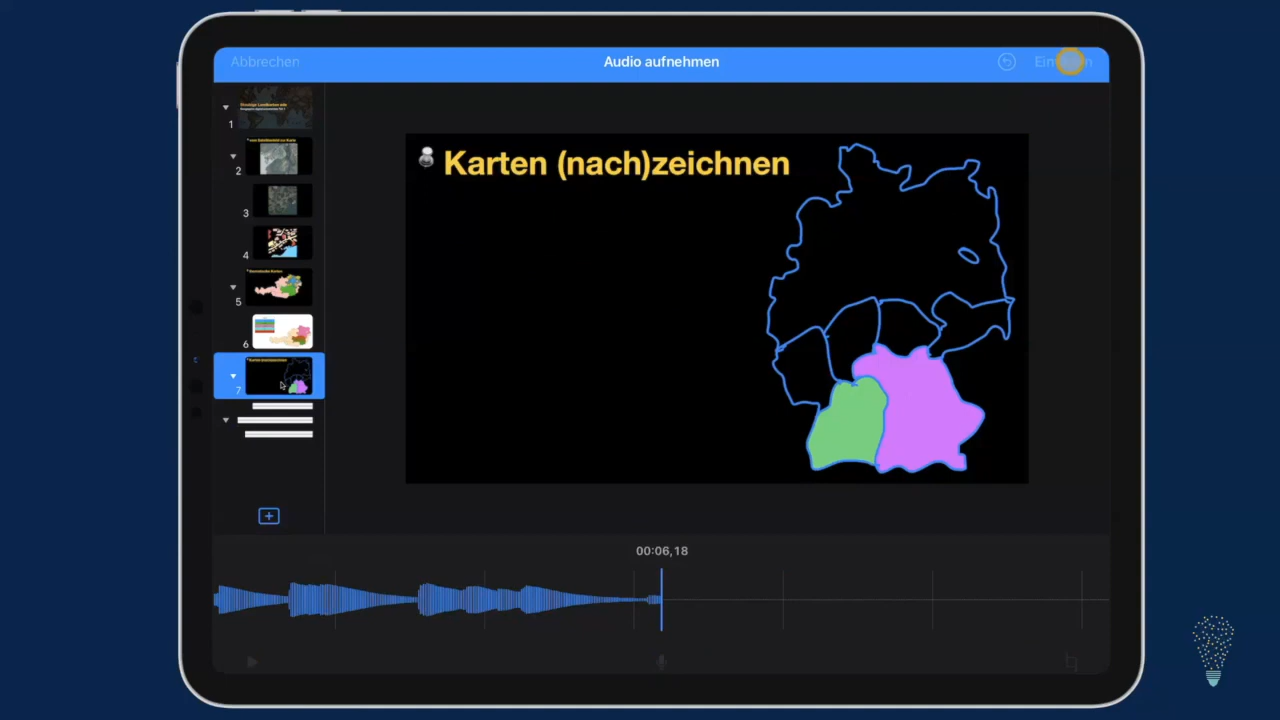 Abbrechen
Audio aufnehmen
1
2
3
4
5
6
7
Karten (nach)zeichnen
00:06,18